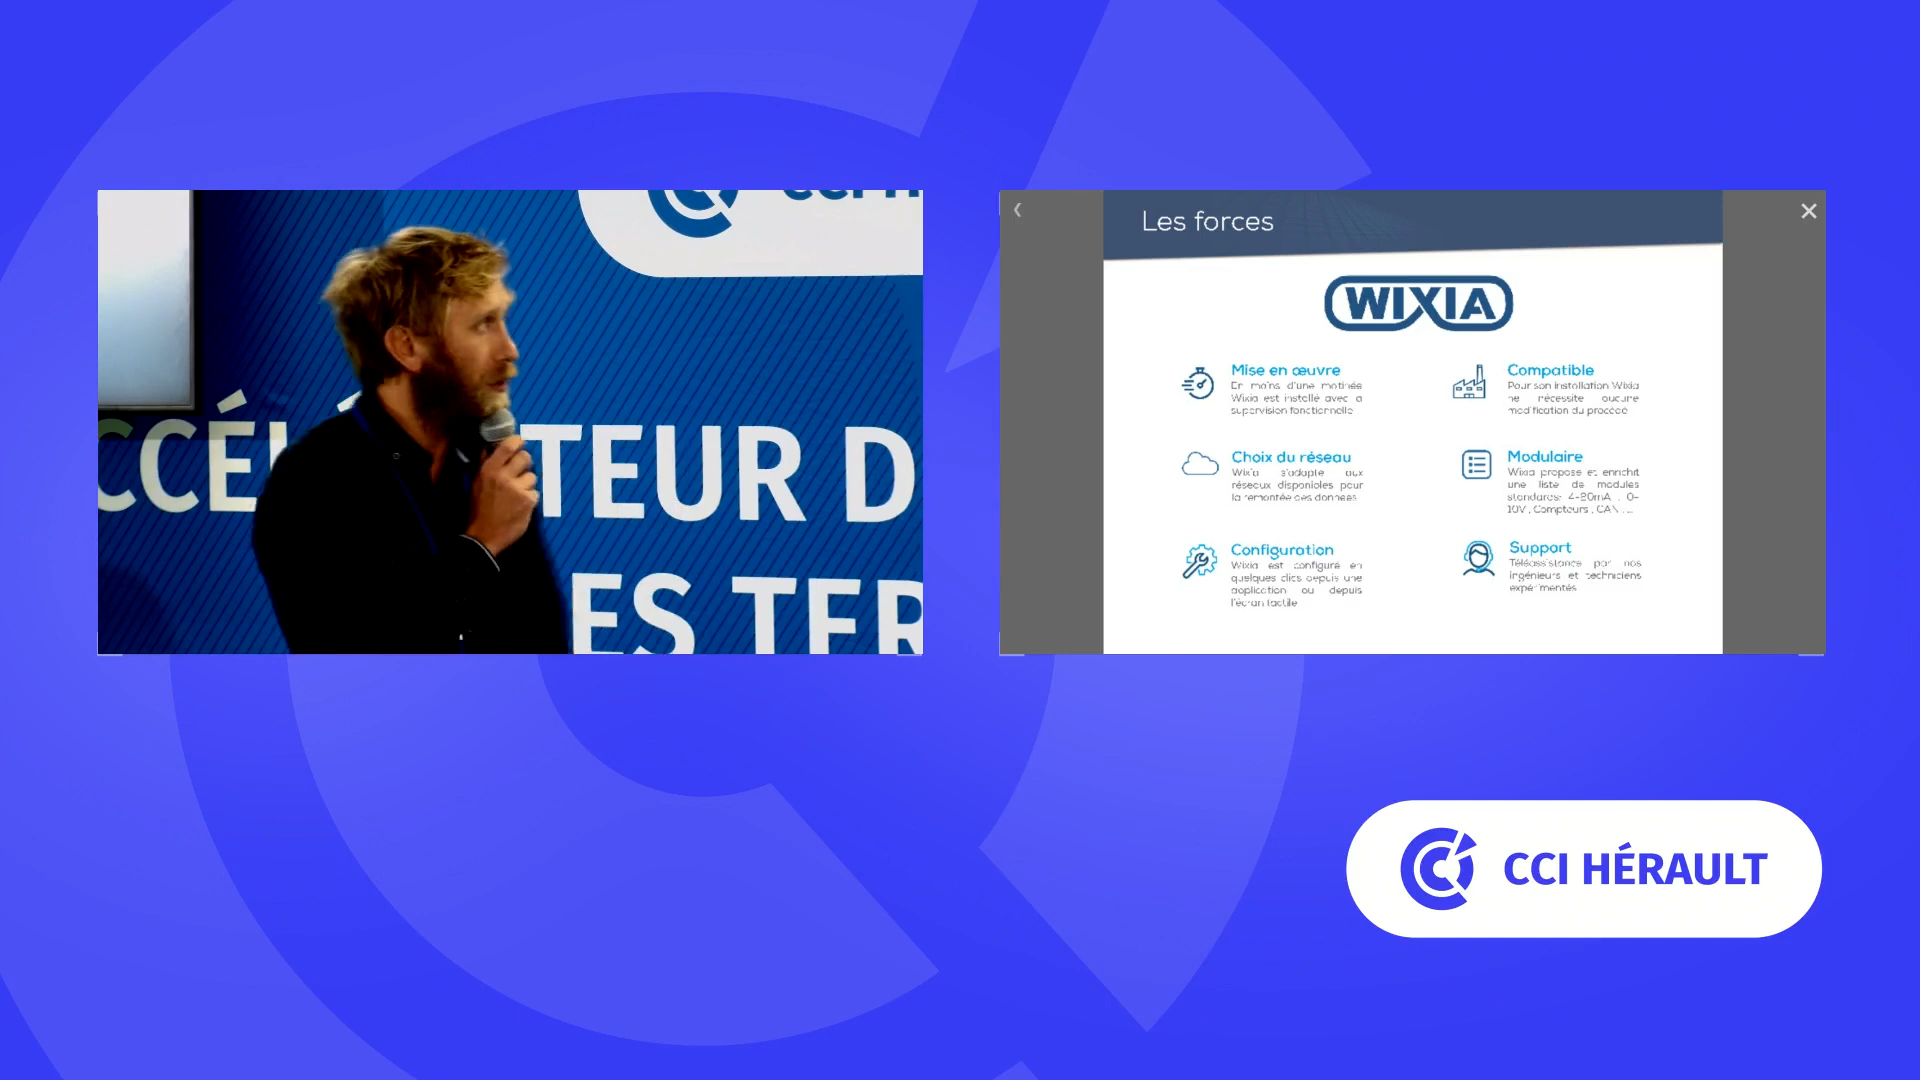 CCI H
CCÉL TEUR D
ES TER
Les forces
WIXIA
Mise en œuvre
En moins d'une matinée
Wixia est installé avec a
supervision fonctionnelle
Compatible
Pour son installation Wixia
ne nécessite aucune
modification du procédé
Choix du réseau
Wixia s'adapte aux
réseaux disponibles pour
la remontée des données
Modulaire
Wixia propose et enrichit
une liste de modules
standards: 4-20mA , 0-
10V , Compteurs , CAN ...
Configuration
Wixia est configuré en
quelques clics depuis une
application ou depuis
l'écran tactile
Support
Téléassistance par nos
ingénieurs et techniciens
expérimentés
CCI HÉRAULT